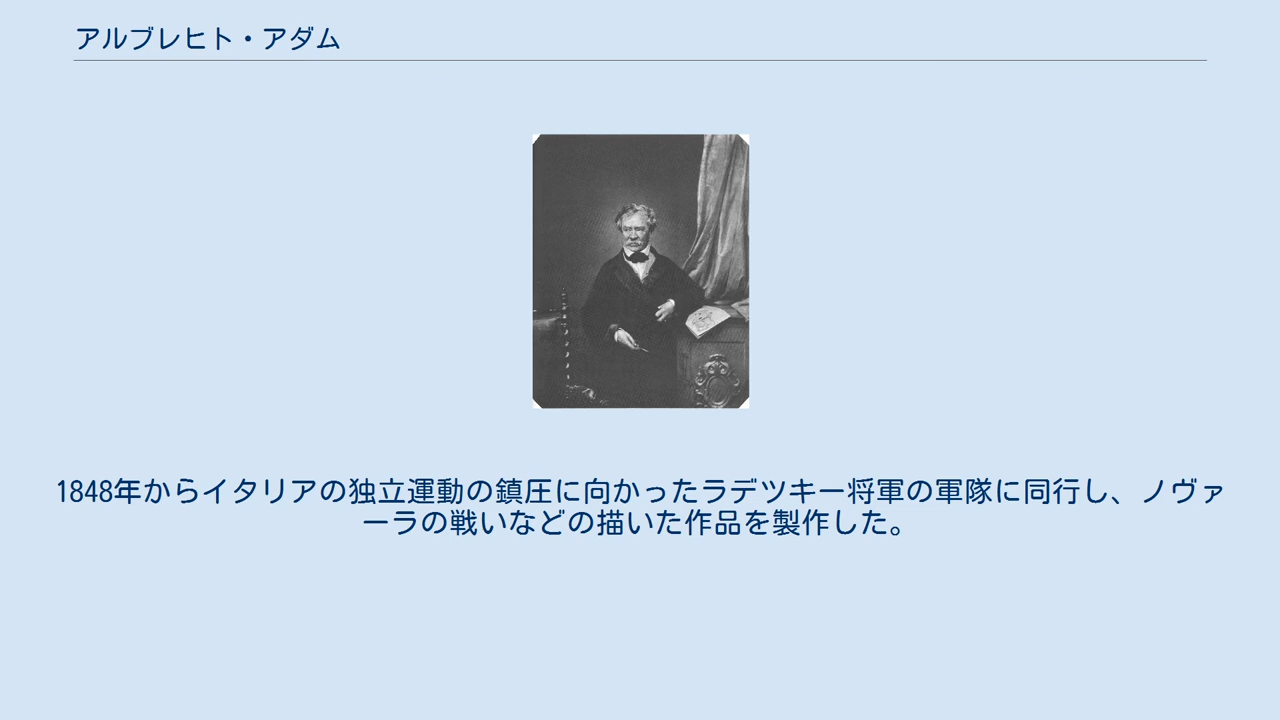 アルブレヒト・アダム
1848年からイタリアの独立運動の鎮圧に向かったラデツキー将軍の軍隊に同行し、ノヴァ
ーラの戦いなどの描いた作品を製作した。